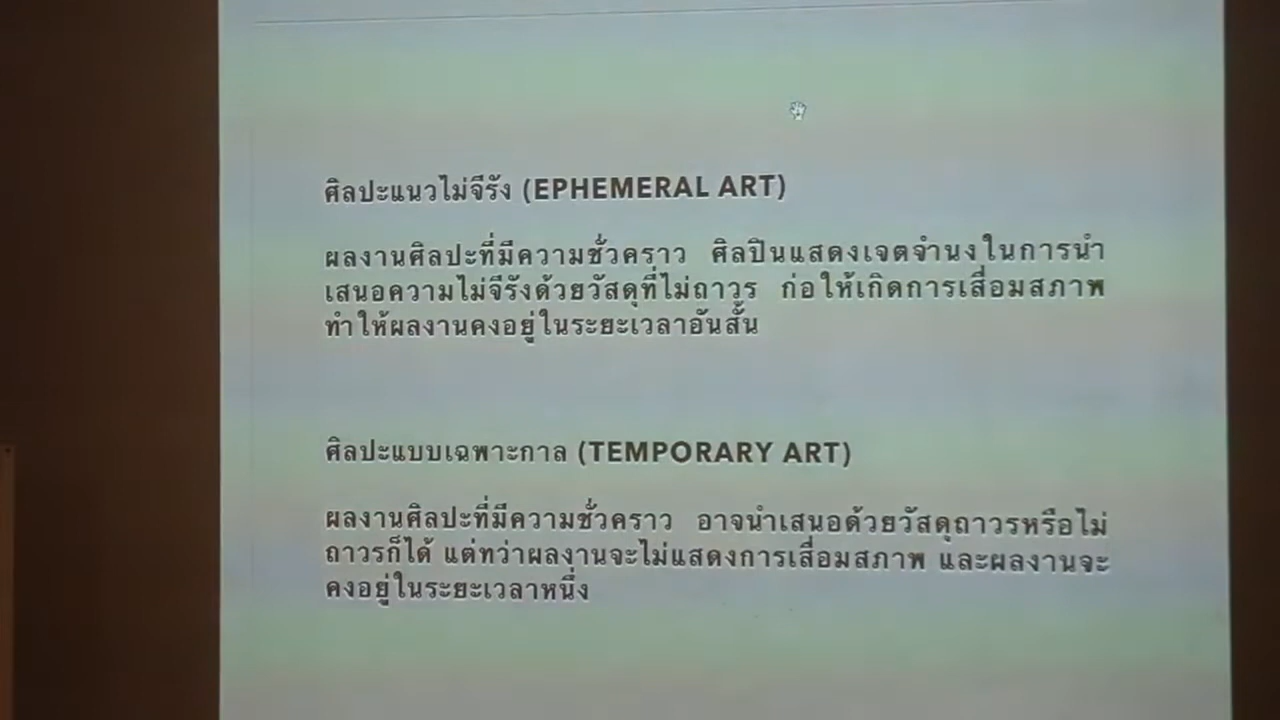 ศิลปะแนวไม่จีรัง (EPHEMERAL ART)
ผลงานศิลปะที่มีความชั่วคราว ศิลปินแสดงเจตจำนงในการนำ
เสนอความไม่จีรังด้วยวัสดุที่ไม่ถาวร ก่อให้เกิดการเสื่อมสภาพ
ทำให้ผลงานคงอยู่ในระยะเวลาอันสั้น
ศิลปะแบบเฉพาะกาล (TEMPORARY ART)
ผลงานศิลปะที่มีความชั่วคราว อาจนำเสนอด้วยวัสดุถาวรหรือไม่
ถาวรก็ได้ แต่ทว่าผลงานจะไม่แสดงการเสื่อมสภาพ และผลงานจะ
คงอยู่ในระยะเวลาหนึ่ง